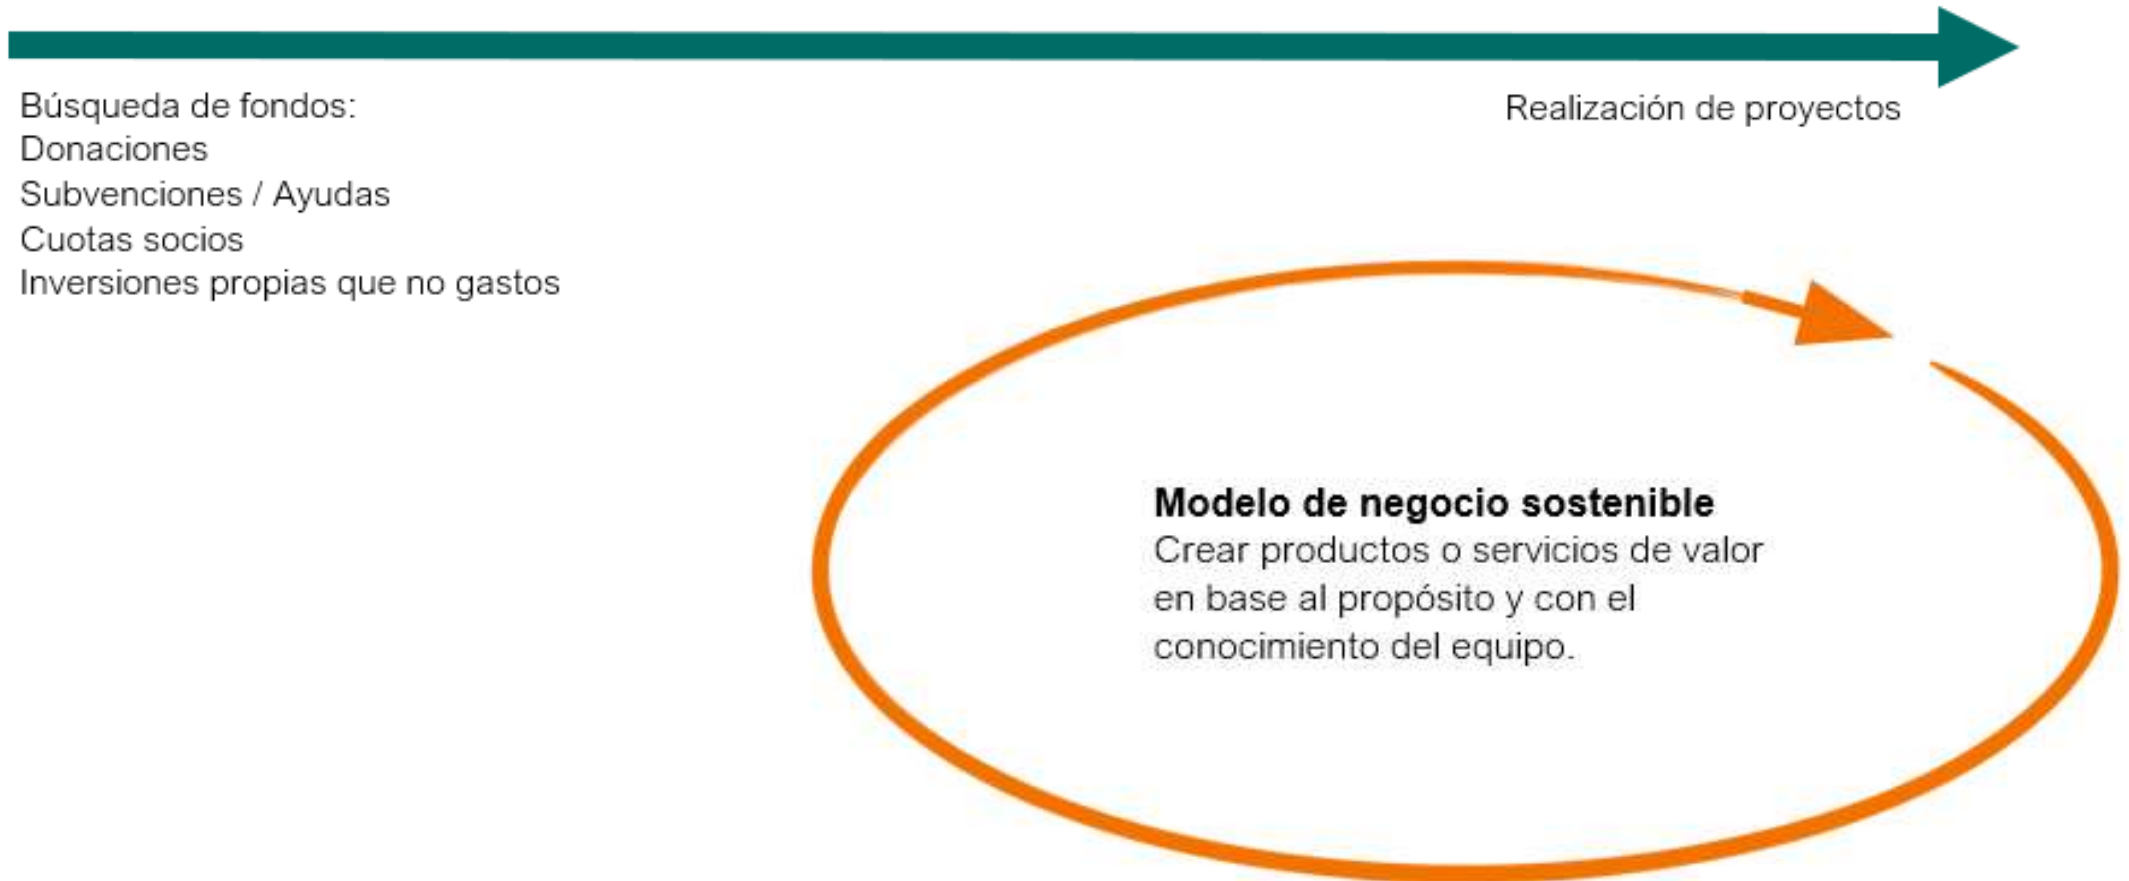 Búsqueda de fondos:
Donaciones
Subvenciones / Ayudas
Cuotas socios
Inversiones propias que no gastos
Realización de proyectos
Modelo de negocio sostenible
Crear productos o servicios de valor
en base al propósito y con el
conocimiento del equipo.